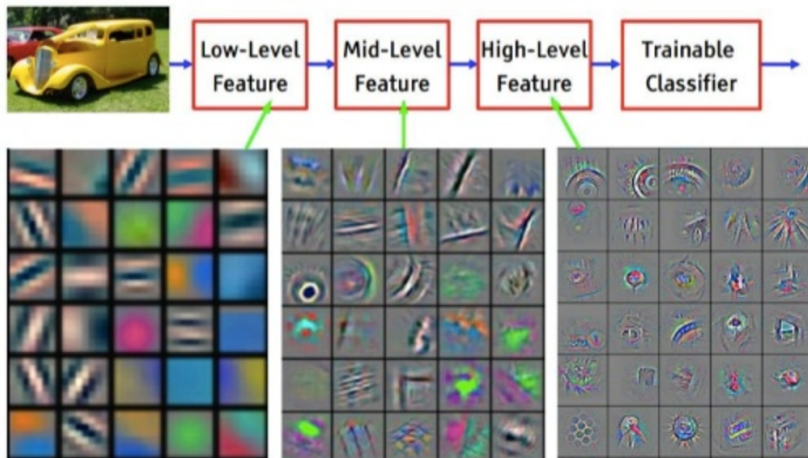 Low-Level
Feature
Mid-Level
Feature
High-Level
Feature
Trainable
Classifier